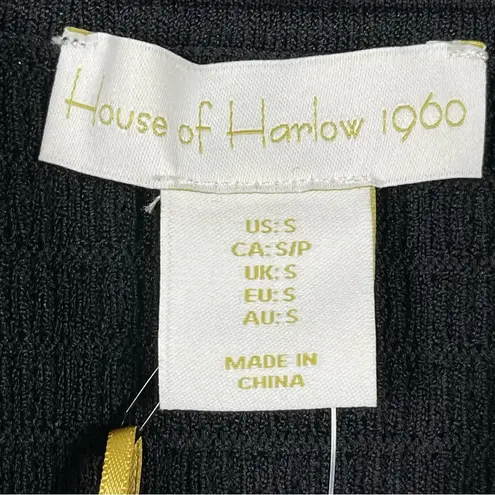 House of Harlow 1960
US: S
CA: S/P
UK: S
EU: S
AU: S
MADE IN
CHINA